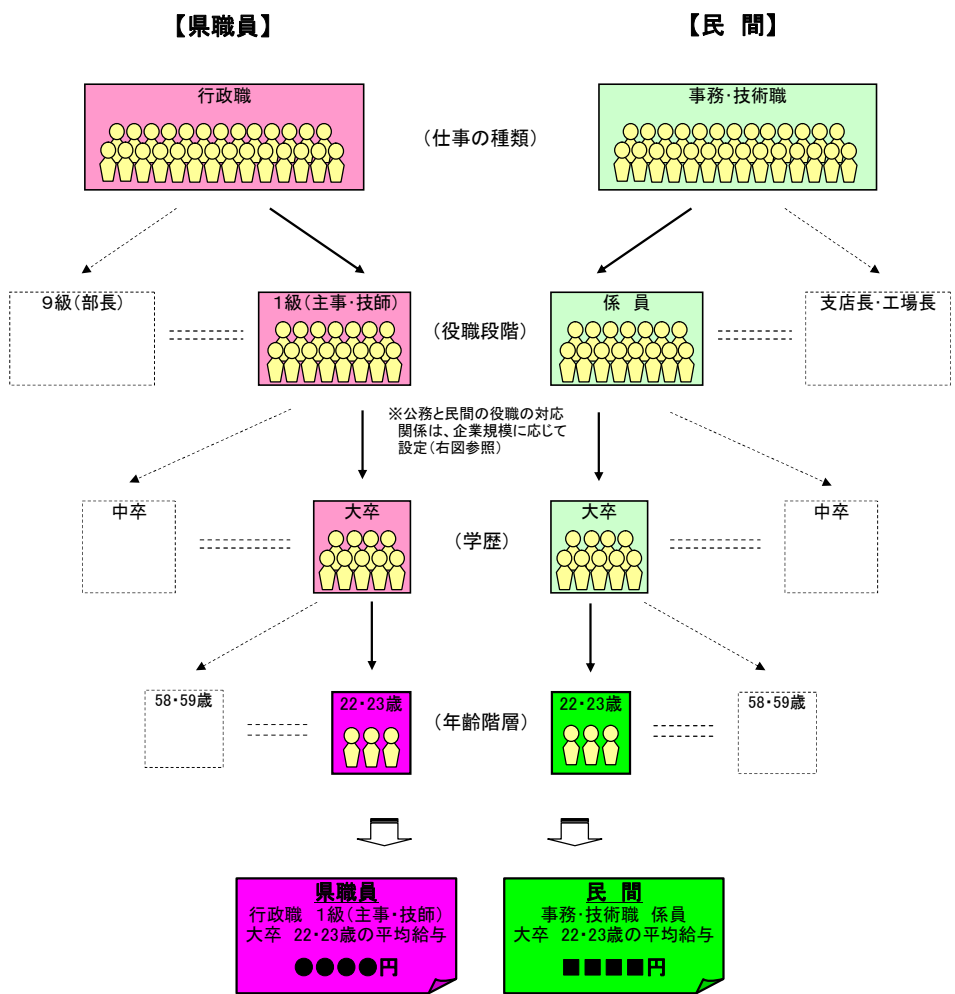 【県職員】
【民 間】
行政職
(仕事の種類)
事務・技術職
9級(部長)
1級(主事・技師)
(役職段階)
係 員
支店長・工場長
※公務と民間の役職の対応
関係は、企業規模に応じて
設定(右図参照)
中卒
大卒
(学歴)
大卒
中卒
58・59歳
22・23歳
(年齢階層)
22・23歳
58・59歳
県職員
行政職 1級(主事・技師)
大卒 22・23歳の平均給与
●●●●円
民 間
事務・技術職 係員
大卒 22・23歳の平均給与
■■■■円